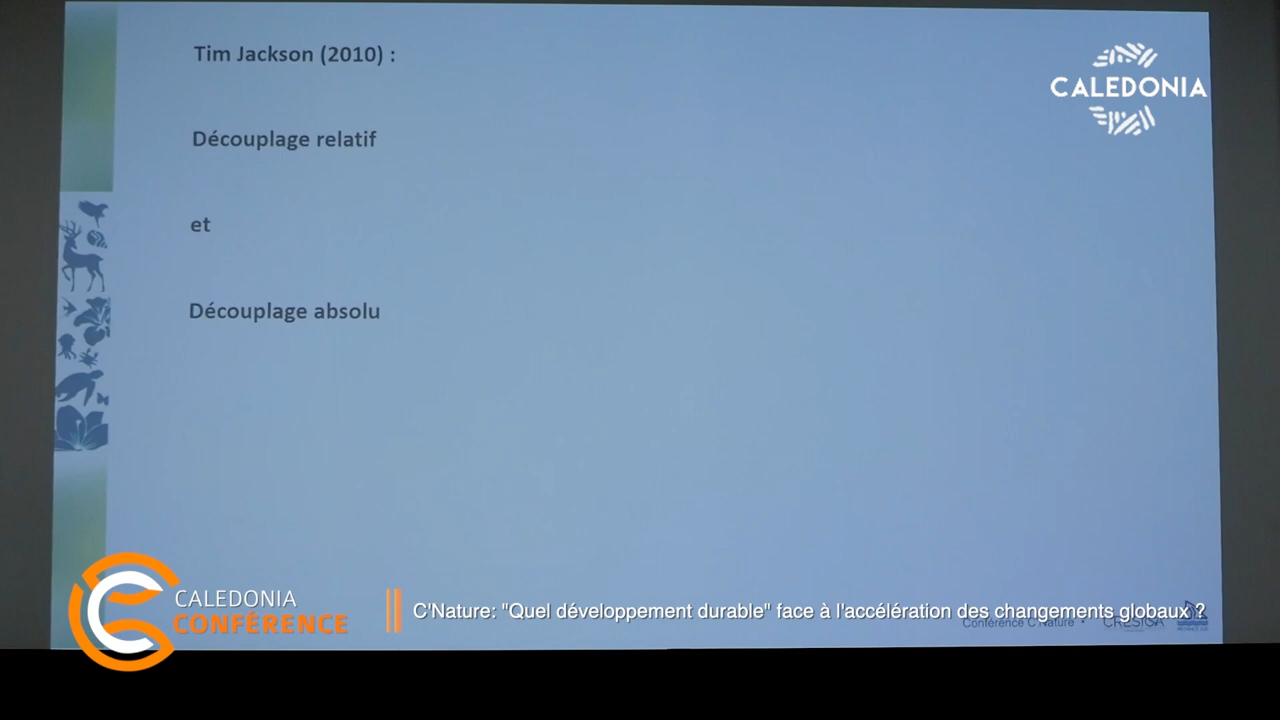 Tim Jackson (2010) :
CALEDONIA
Découplage relatif
et
Découplage absolu
CALEDONIA
CONFÉRENCE
C'Nature: "Quel développement durable" face à l'accélération des changements globaux ?
Conférence C'Nature •
CRESICA